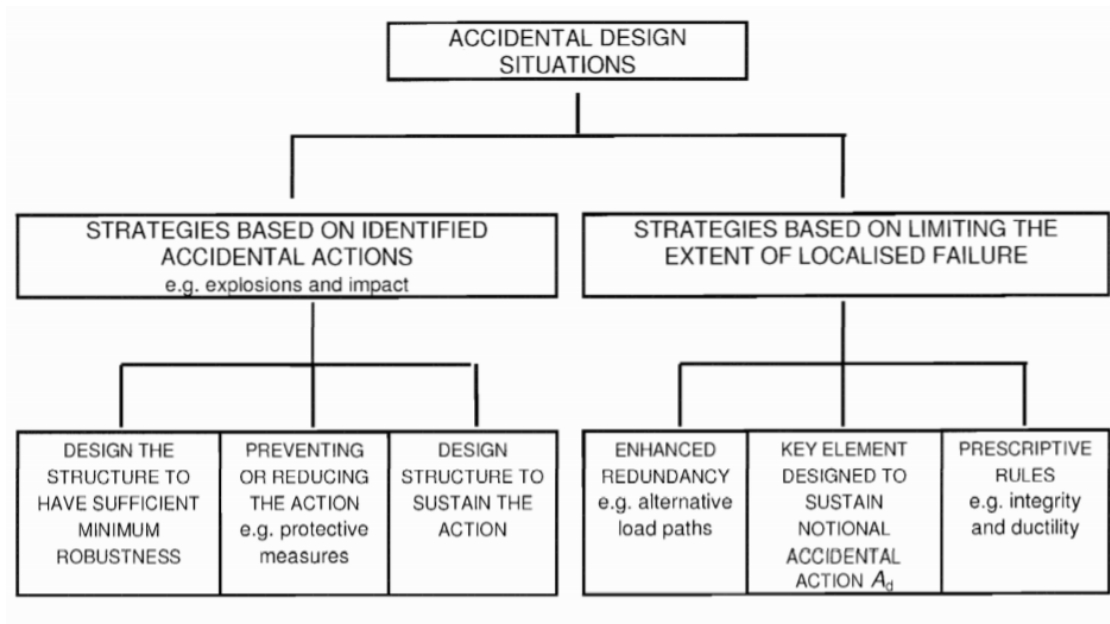 ACCIDENTAL DESIGN
SITUATIONS
STRATEGIES BASED ON IDENTIFIED
ACCIDENTAL ACTIONS
e.g. explosions and impact
STRATEGIES BASED ON LIMITING THE
EXTENT OF LOCALISED FAILURE
DESIGN THE
STRUCTURE TO
HAVE SUFFICIENT
MINIMUM
ROBUSTNESS
PREVENTING
OR REDUCING
THE ACTION
e.g. protective
measures
DESIGN
STRUCTURE TO
SUSTAIN THE
ACTION
ENHANCED
REDUNDANCY
e.g. alternative
load paths
KEY ELEMENT
DESIGNED TO
SUSTAIN
NOTIONAL
ACCIDENTAL
ACTION Ad
PRESCRIPTIVE
RULES
e.g. integrity
and ductility